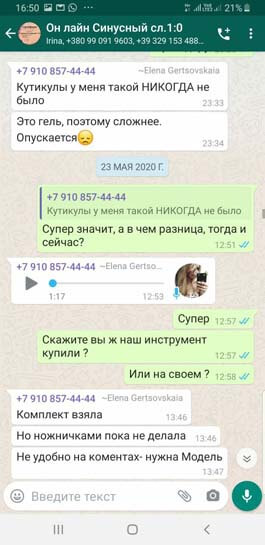 16:50
21%
Он лайн Синусный сл.1:0
Irina, +380 99 091 9603, +39 329 153 488...
+7 910 857-44-44 ~Elena Gertsovskaia
Кутикулы у меня такой НИКОГДА не
было
23:33
Это гель, поэтому сложнее.
Опускается
23:34
23 МАЯ 2020 Г.
+7 910 857-44-44
Кутикулы у меня такой НИКОГДА не было
Супер значит, а в чем разница, тогда и
сейчас?
12:51
+7 910 857-44-44 ~Elena Gertso...
1:17 12:53
Супер 12:57
Скажите вы ж наш инструмент
купили ?
12:57
Или на своем ? 12:58
+7 910 857-44-44 ~Elena Gertsovskaia
Комплект взяла 13:46
Но ножничками пока не делала 13:46
Не удобно на коментах- нужна Модель
13:47
Введите текст